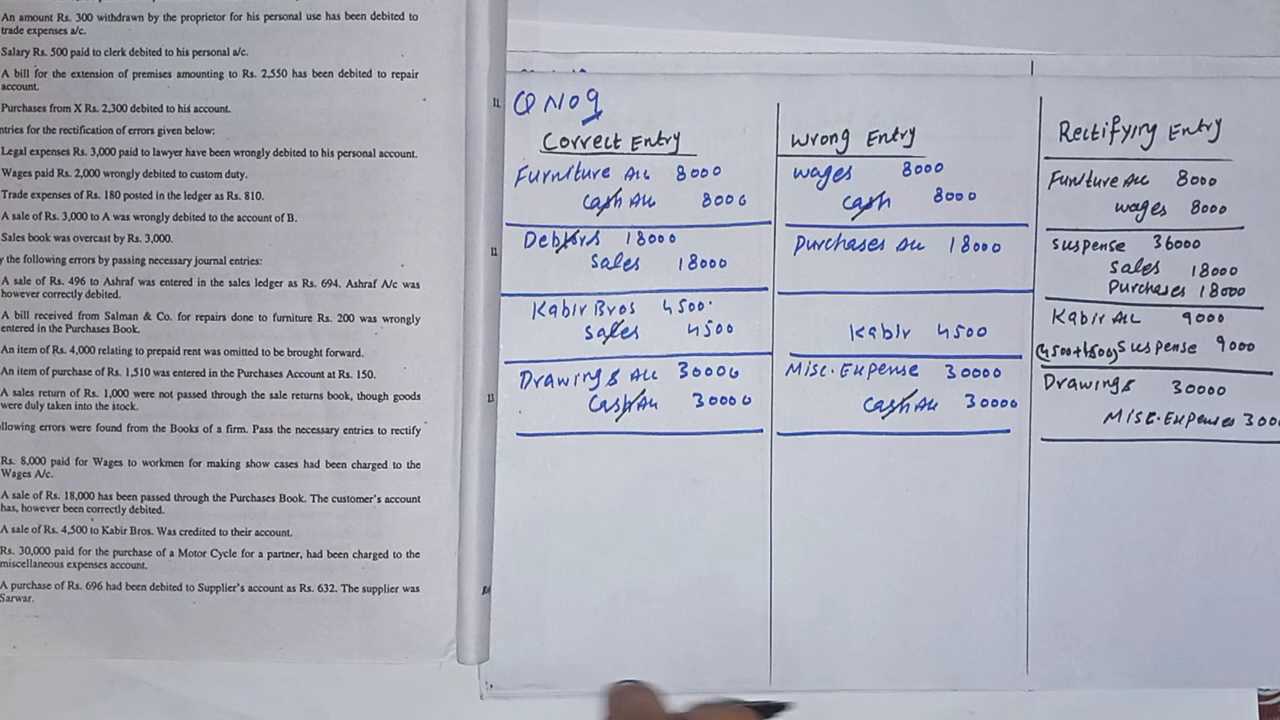 An amount Rs. 300 withdrawn by the proprietor for his personal use has been debited to
trade expenses a/c.
Salary Rs. 500 paid to clerk debited to his personal a/c.
A bill for the extension of premises amounting to Rs. 2,550 has been debited to repair
account.
Purchases from X Rs. 2,300 debited to his account.
ntries for the rectification of errors given below:
Legal expenses Rs. 3,000 paid to lawyer have been wrongly debited to his personal account.
Wages paid Rs. 2,000 wrongly debited to custom duty.
Trade expenses of Rs. 180 posted in the ledger as Rs. 810.
A sale of Rs. 3,000 to A was wrongly debited to the account of B.
Sales book was overcast by Rs. 3,000.
y the following errors by passing necessary journal entries:
A sale of Rs. 496 to Ashraf was entered in the sales ledger as Rs. 694. Ashraf A/c was
however correctly debited.
A bill received from Salman & Co. for repairs done to furniture Rs. 200 was wrongly
entered in the Purchases Book.
An item of Rs. 4,000 relating to prepaid rent was omitted to be brought forward.
An item of purchase of Rs. 1,510 was entered in the Purchases Account at Rs. 150.
A sales return of Rs. 1,000 were not passed through the sale returns book, though goods
were duly taken into the stock.
llowing errors were found from the Books of a firm. Pass the necessary entries to rectify
Rs. 8,000 paid for Wages to workmen for making show cases had been charged to the
Wages A/c.
A sale of Rs. 18,000 has been passed through the Purchases Book. The customer's account
has, however been correctly debited.
A sale of Rs. 4,500 to Kabir Bros. Was credited to their account.
Rs. 30,000 paid for the purchase of a Motor Cycle for a partner, had been charged to the
miscellaneous expenses account.
A purchase of Rs. 696 had been debited to Supplier's account as Rs. 632. The supplier was
Sarwar.
11.
12
13
Q NO 9
Correct Entry
Furniture A/c 8000
cash A/c 8000
Debtors 18000
Sales 18000
Kabir Bros 4500
Sales 4500
Drawings A/c 30000
Cash A/c 30000
Wrong Entry
wages 8000
cash 8000
Purchases A/c 18000
Kabir 4500
Misc. Expense 30000
cash A/c 30000
Rectifying Entry
Funiture A/c 8000
wages 8000
Suspense 36000
Sales 18000
Purchases 18000
Kabir A/c 9000
(4500+4500) Suspense 9000
Drawings 30000
Misc. Expenses 3000